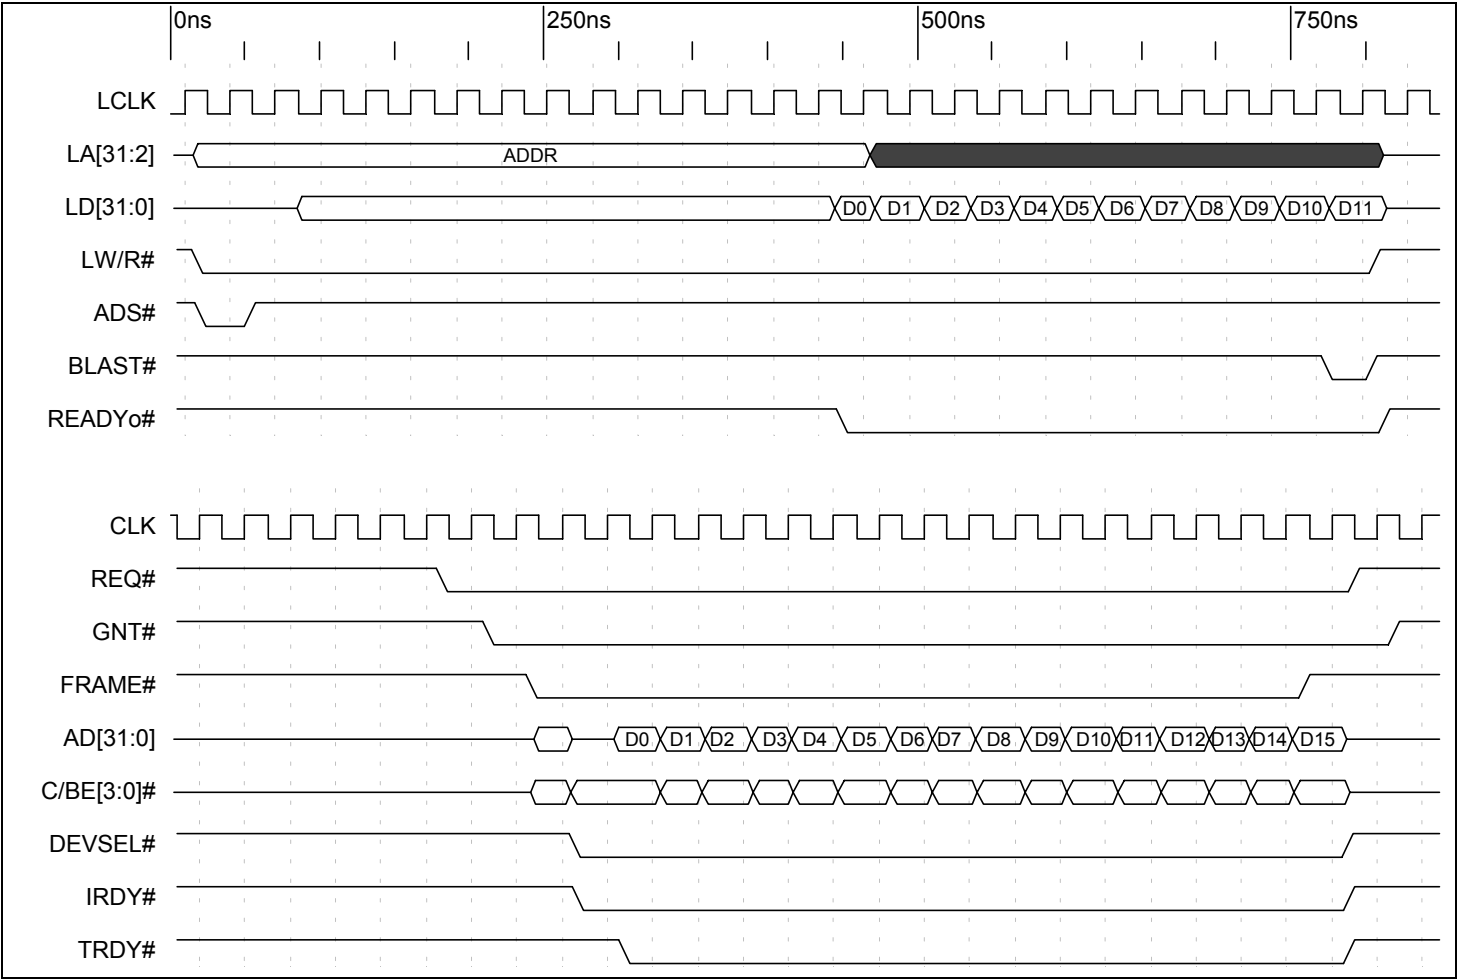 0ns 250ns 500ns 750ns
LCLK
LA[31:2] ADDR
LD[31:0] D0 D1 D2 D3 D4 D5 D6 D7 D8 D9 D10 D11
LW/R#
ADS#
BLAST#
READYo#
CLK
REQ#
GNT#
FRAME#
AD[31:0] D0 D1 D2 D3 D4 D5 D6 D7 D8 D9 D10 D11 D12 D13 D14 D15
C/BE[3:0]#
DEVSEL#
IRDY#
TRDY#